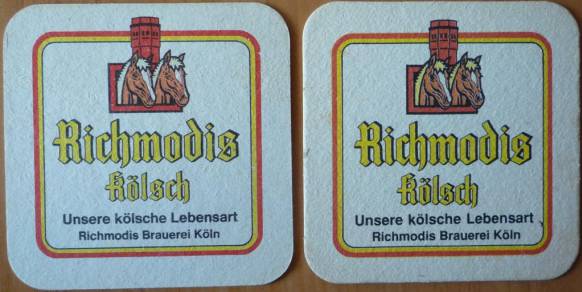 Richmodis
Kölsch
Unsere kölsche Lebensart
Richmodis Brauerei Köln
Richmodis
Kölsch
Unsere kölsche Lebensart
Richmodis Brauerei Köln